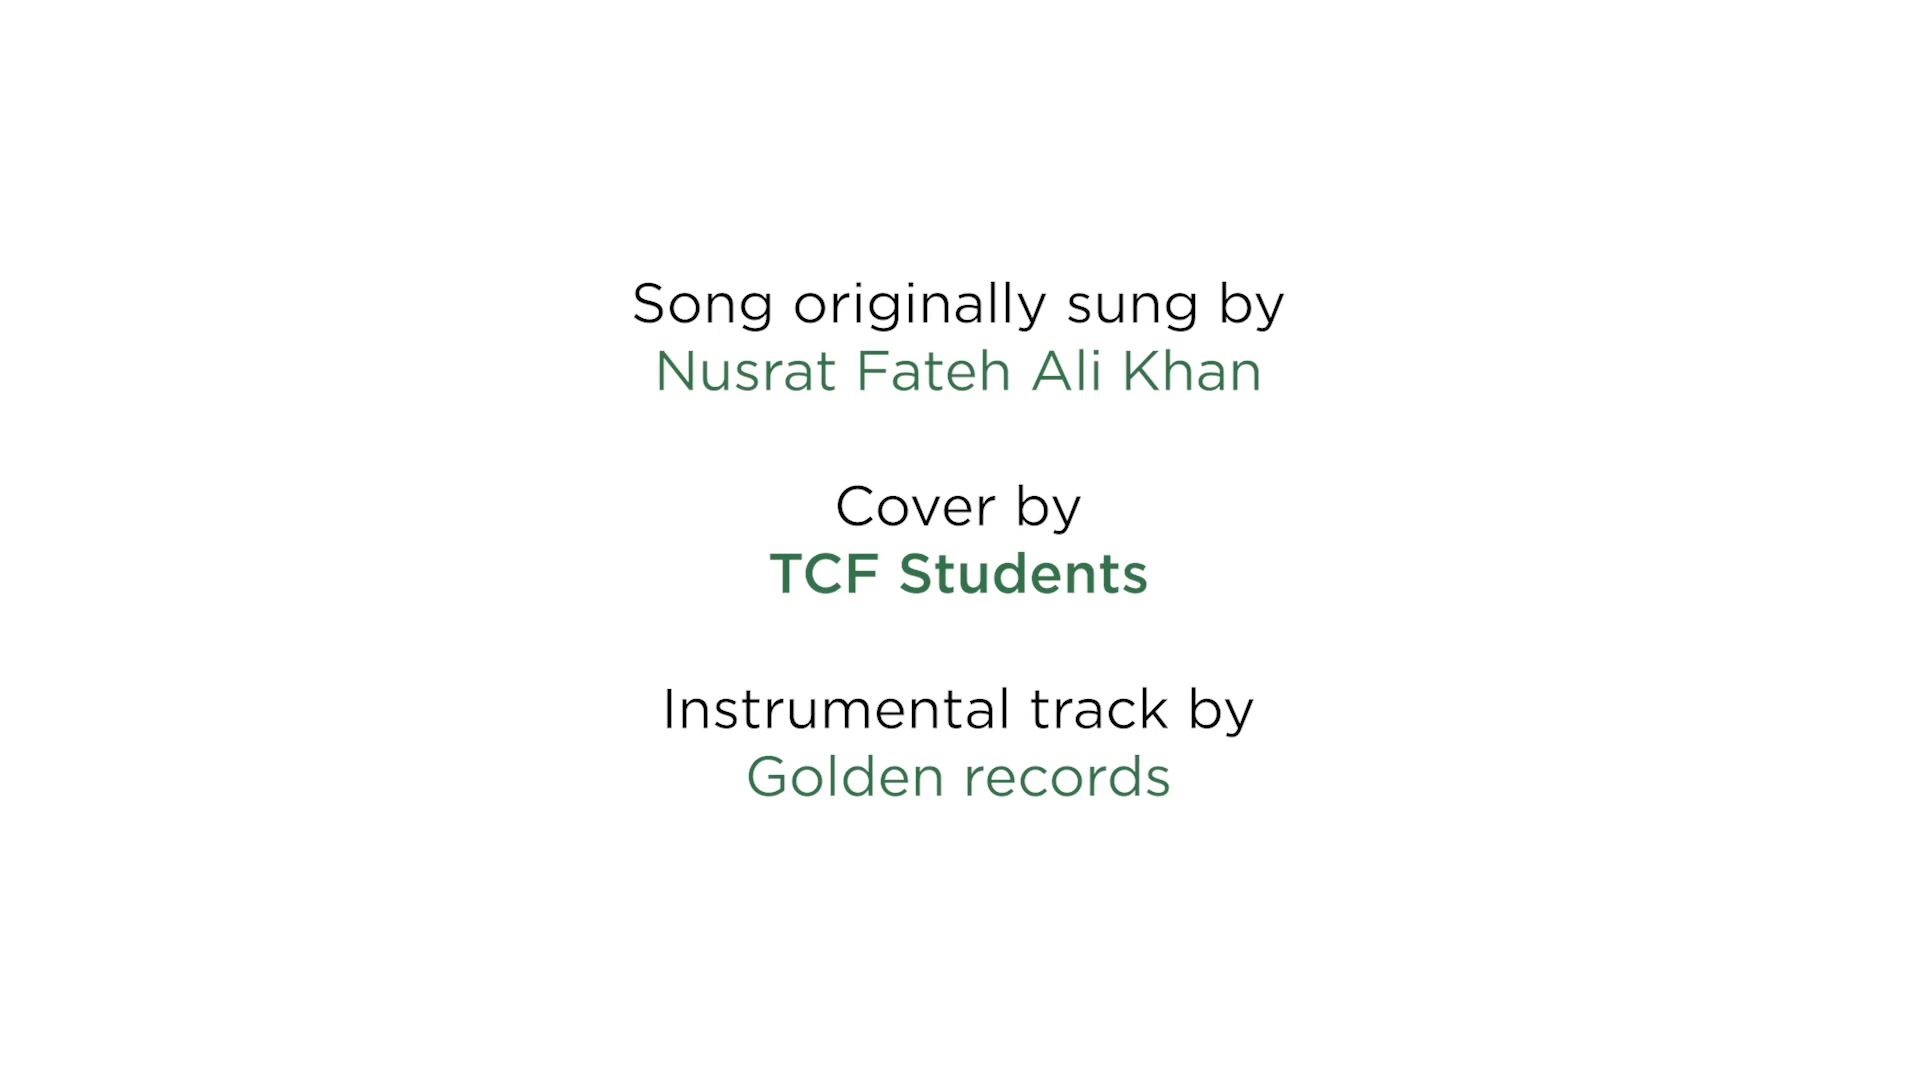 Song originally sung by
Nusrat Fateh Ali Khan
Cover by
TCF Students
Instrumental track by
Golden records